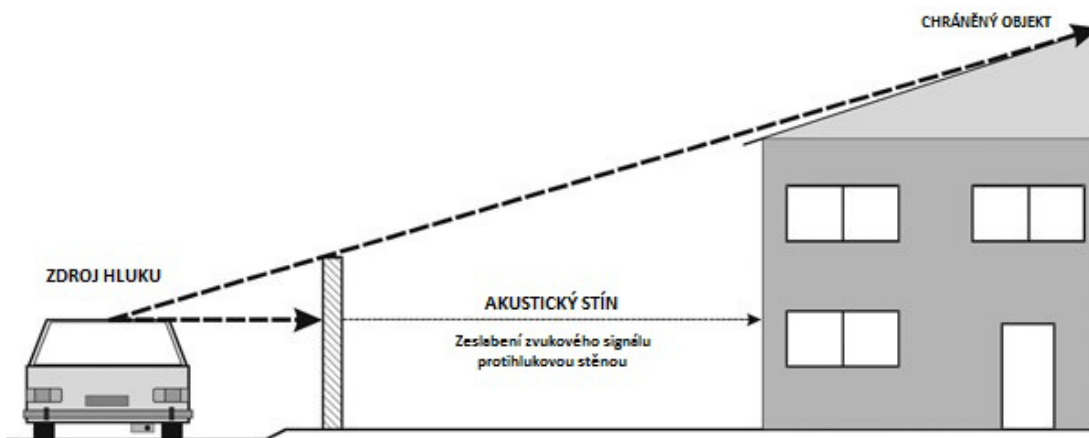 CHRÁNĚNÝ OBJEKT
ZDROJ HLUKU
AKUSTICKÝ STÍN
Zeslabení zvukového signálu
protihlukovou stěnou